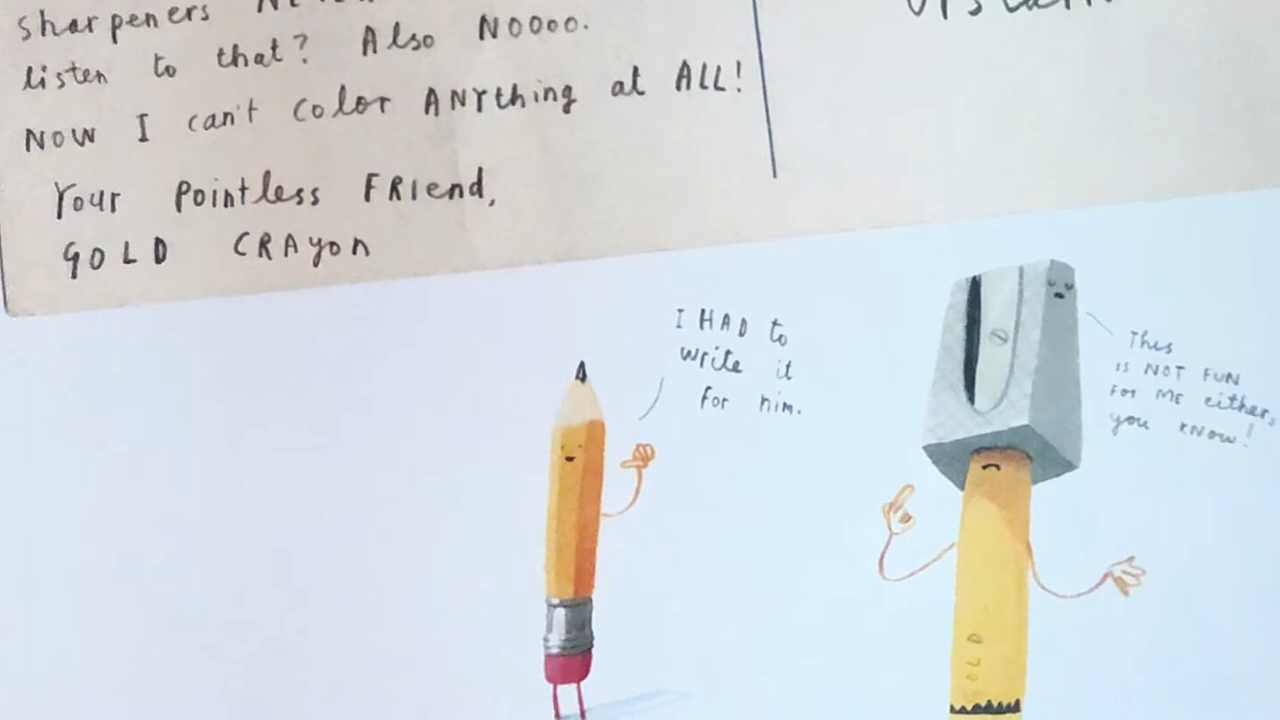 sharpeners
listen to that? Also NOOOO.
NOW I can't color ANYthing at ALL!
Your Pointless FRIend,
GOLD CRAyon
I HAD to
write it
for him.
This
is NOT FUN
For ME either,
you KNOW!
GOLD